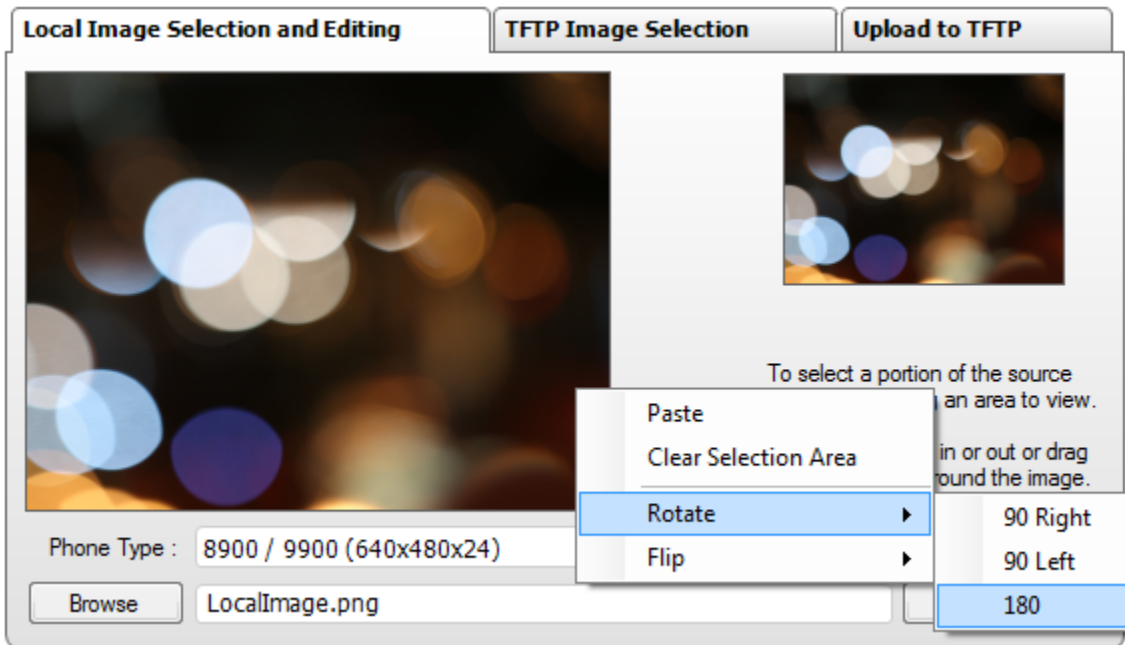 Local Image Selection and Editing
TFTP Image Selection
Upload to TFTP
To select a portion of the source
an area to view.
in or out or drag
round the image.
Paste
Clear Selection Area
Rotate
Flip
90 Right
90 Left
180
Phone Type :
8900 / 9900 (640x480x24)
Browse
LocalImage.png